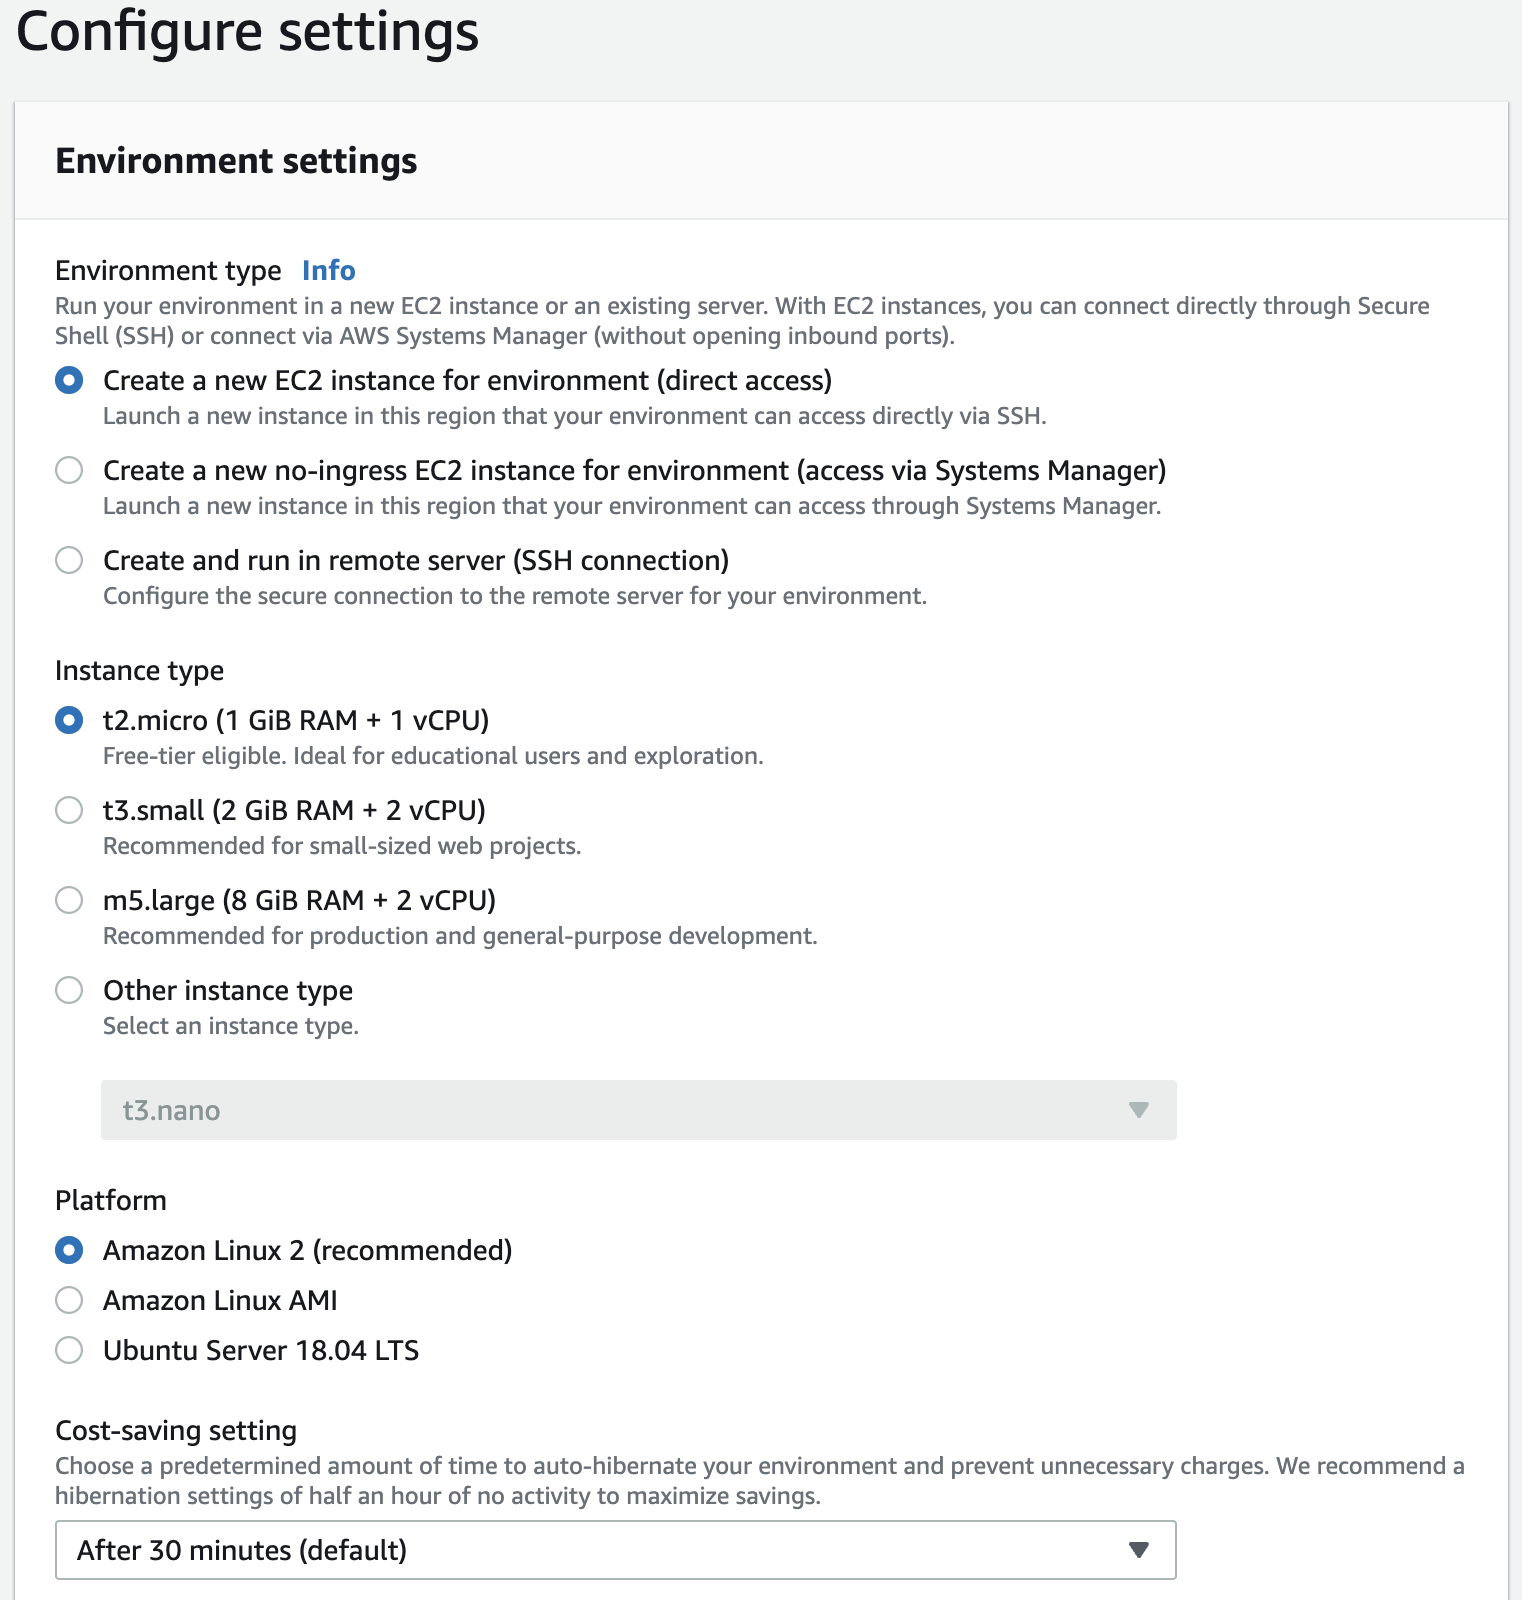 Configure settings
Environment settings
Environment type Info
Run your environment in a new EC2 instance or an existing server. With EC2 instances, you can connect directly through Secure
Shell (SSH) or connect via AWS Systems Manager (without opening inbound ports).
Create a new EC2 instance for environment (direct access)
Launch a new instance in this region that your environment can access directly via SSH.
Create a new no-ingress EC2 instance for environment (access via Systems Manager)
Launch a new instance in this region that your environment can access through Systems Manager.
Create and run in remote server (SSH connection)
Configure the secure connection to the remote server for your environment.
Instance type
t2.micro (1 GiB RAM + 1 vCPU)
Free-tier eligible. Ideal for educational users and exploration.
t3.small (2 GiB RAM + 2 vCPU)
Recommended for small-sized web projects.
m5.large (8 GiB RAM + 2 vCPU)
Recommended for production and general-purpose development.
Other instance type
Select an instance type.
t3.nano
Platform
Amazon Linux 2 (recommended)
Amazon Linux AMI
Ubuntu Server 18.04 LTS
Cost-saving setting
Choose a predetermined amount of time to auto-hibernate your environment and prevent unnecessary charges. We recommend a
hibernation settings of half an hour of no activity to maximize savings.
After 30 minutes (default)